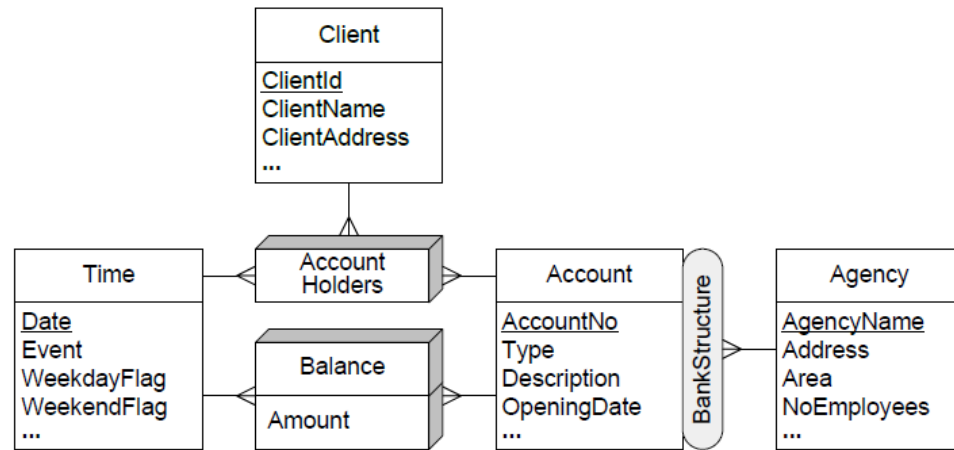 Client
ClientId
ClientName
ClientAddress
...
Time
Date
Event
WeekdayFlag
WeekendFlag
...
Account
Holders
Balance
Amount
Account
AccountNo
Type
Description
OpeningDate
...
BankStructure
Agency
AgencyName
Address
Area
NoEmployees
...